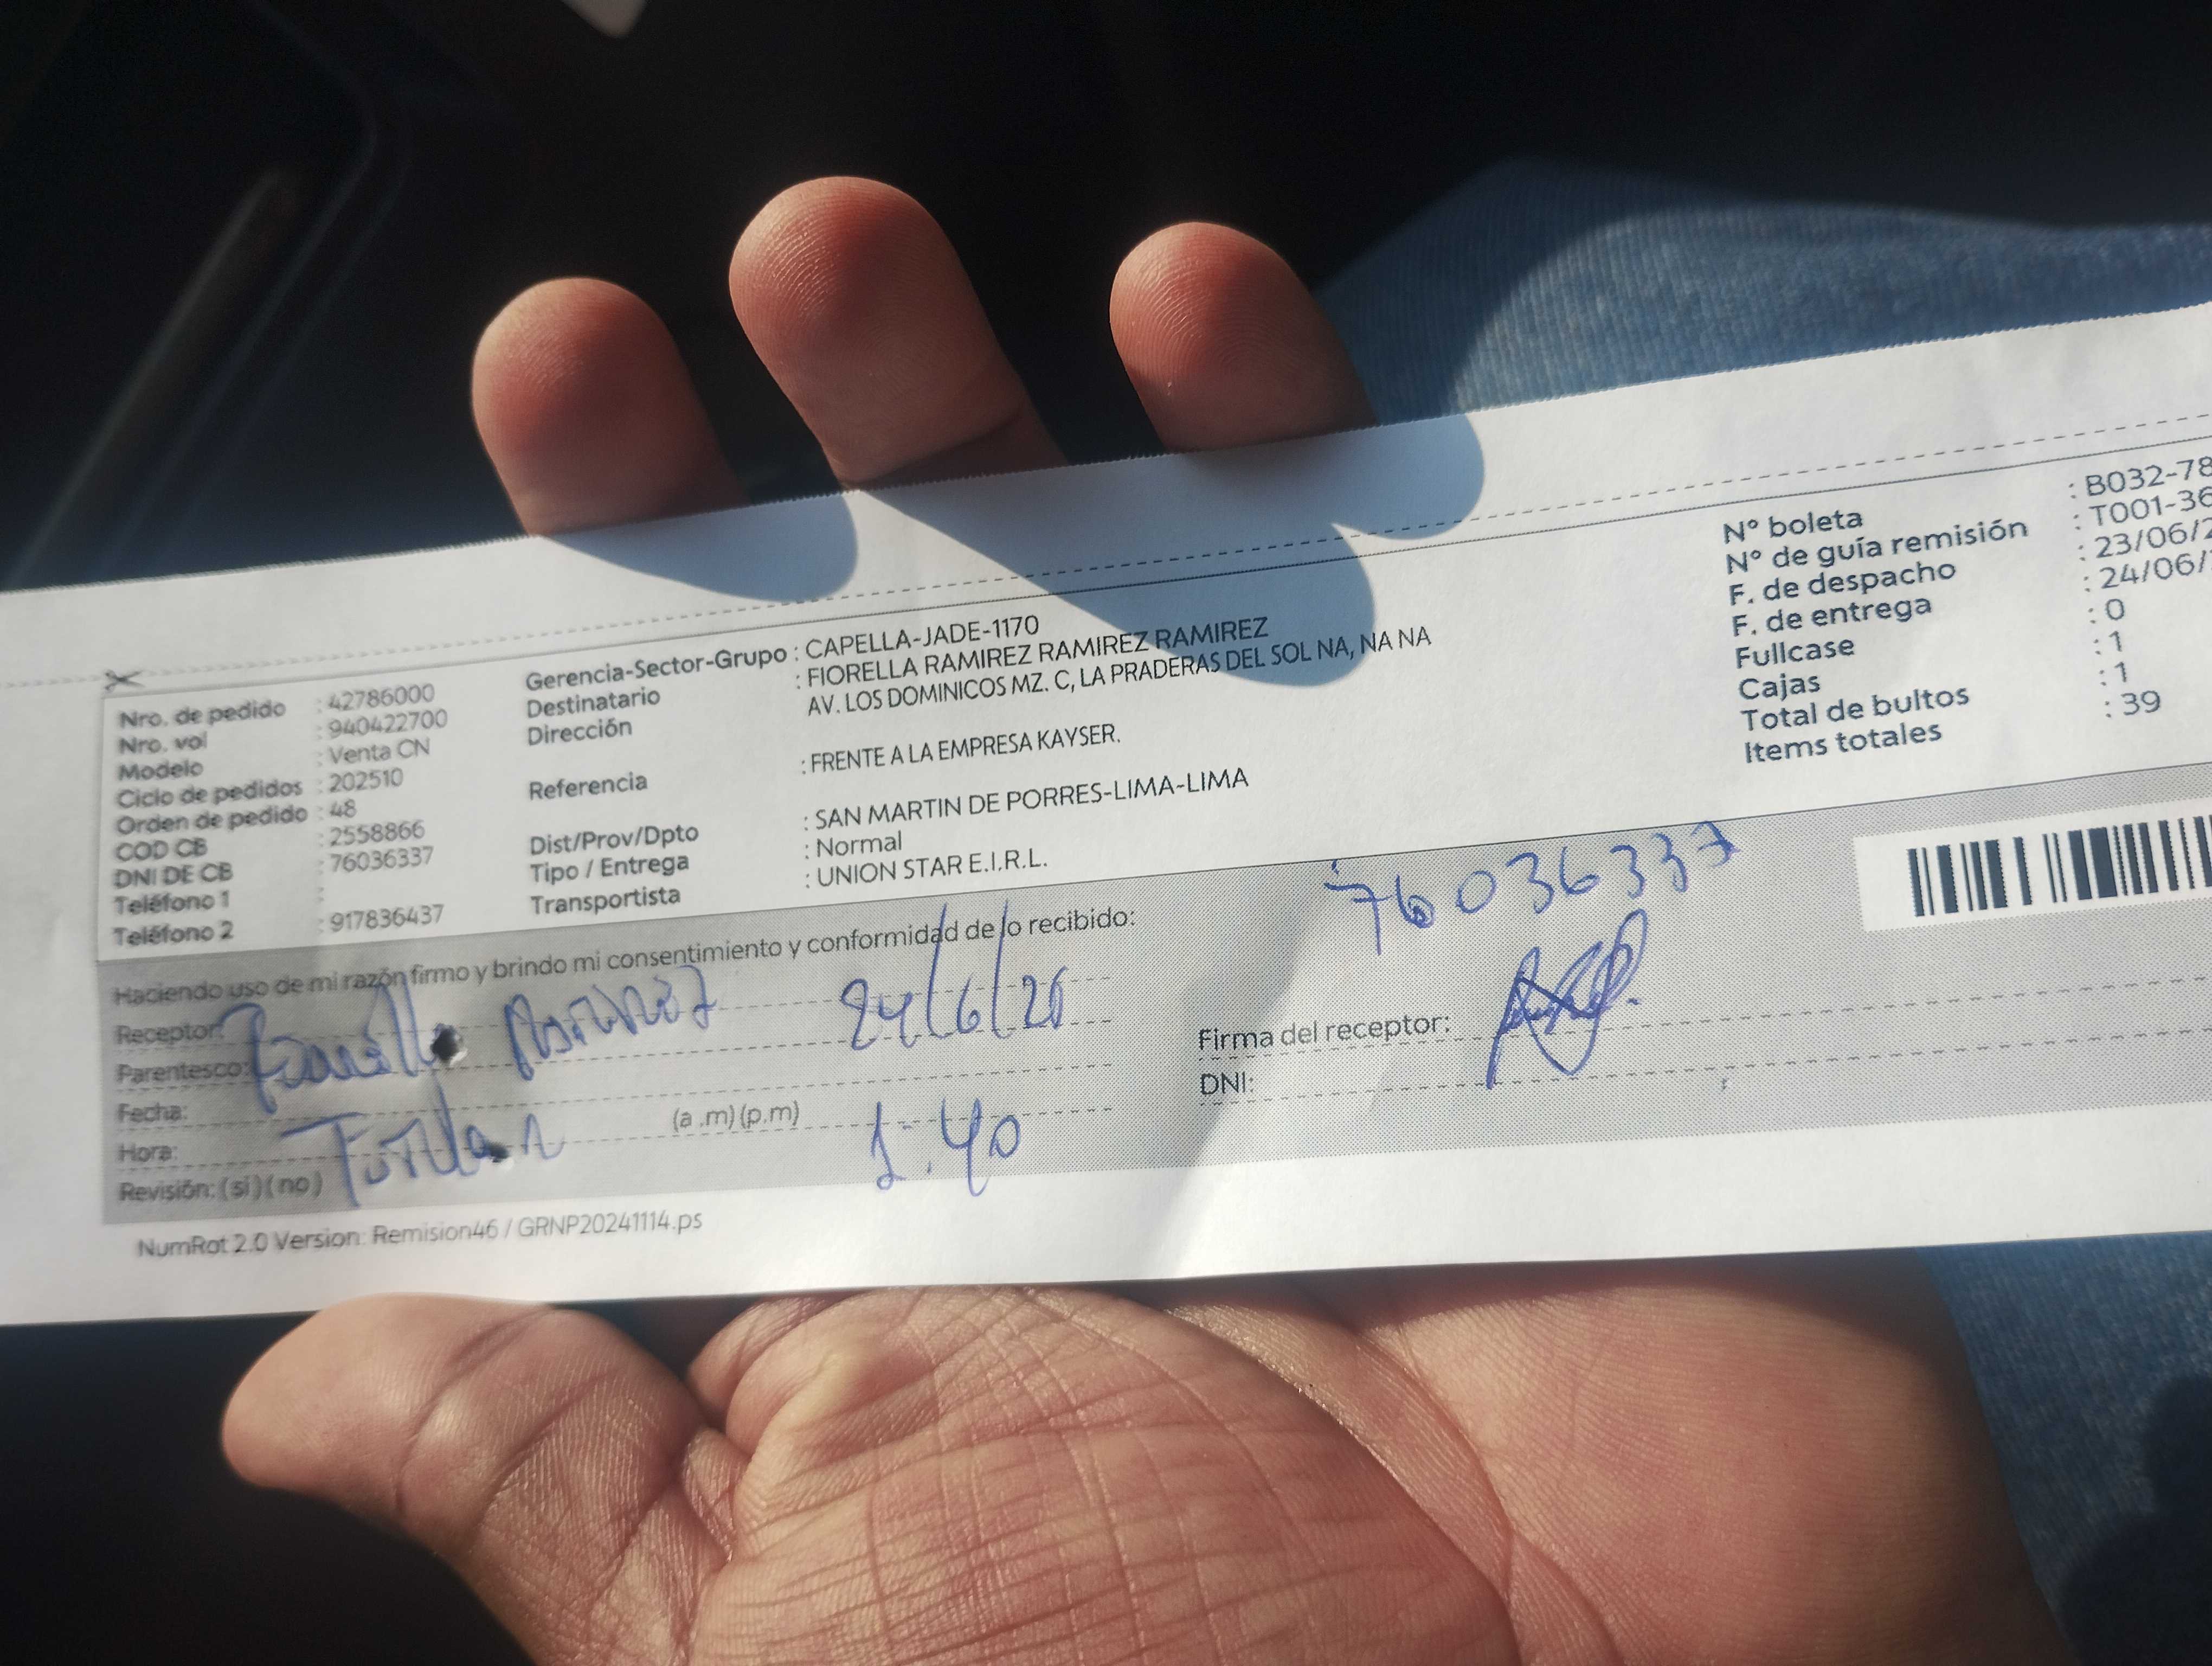 Nro. de pedido : 42786000
Nro. vol : 940422700
Modelo : Venta CN
Ciclo de pedidos : 202510
Orden de pedido : 48
COD CB : 2558866
DNI DE CB : 76036337
Teléfono 1 :
Teléfono 2 : 917836437
Gerencia-Sector-Grupo : CAPELLA-JADE-1170
Destinatario : FIORELLA RAMIREZ RAMIREZ RAMIREZ
Dirección AV. LOS DOMINICOS MZ. C, LA PRADERAS DEL SOL NA, NA NA
Referencia : FRENTE A LA EMPRESA KAYSER.
Dist/Prov/Dpto : SAN MARTIN DE PORRES-LIMA-LIMA
Tipo / Entrega : Normal
Transportista : UNION STAR E.I.R.L.
N° boleta : B032-78
N° de guía remisión : T001-36
F. de despacho : 23/06/2
F. de entrega : 24/06/
Fullcase : 0
Cajas : 1
Total de bultos : 1
Items totales : 39
Haciendo uso de mi razón firmo y brindo mi consentimiento y conformidad de lo recibido:
76036337
Receptor:
24/6/25
Parentesco:
Fecha:
Hora: (a .m) (p.m) 1:40
Revisión: (si) (no) Titular
Firma del receptor:
DNI:
NumRot 2.0 Version: Remision46 / GRNP20241114.ps